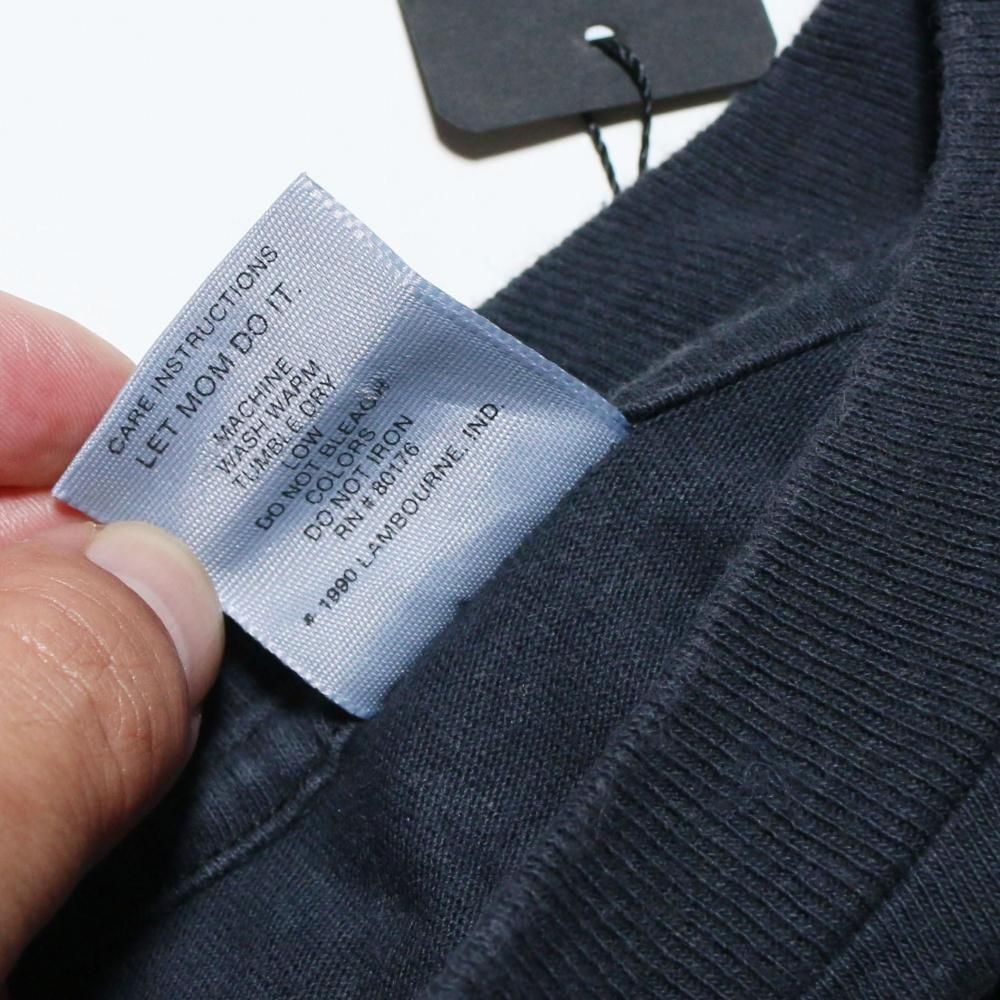 CARE INSTRUCTIONS
LET MOM DO IT.
MACHINE
WASH WARM
TUMBLE DRY
LOW
DO NOT BLEACH
COLORS
DO NOT IRON
RN # 80176
1990 LAMBOURNE, IND.